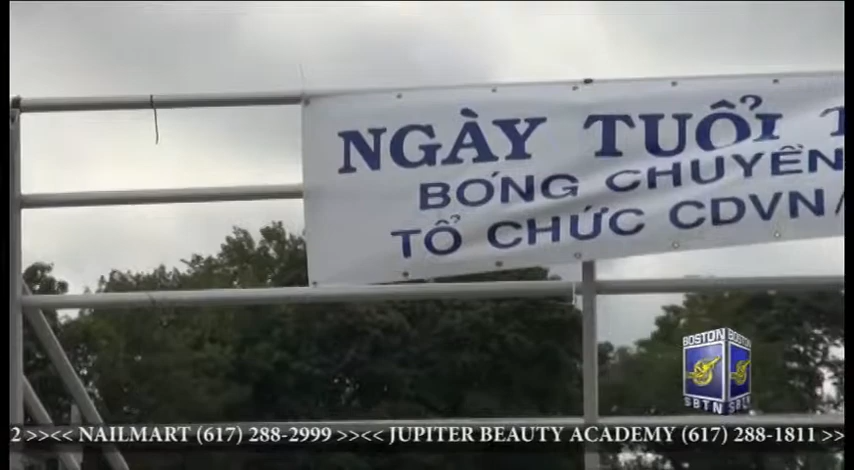 NGÀY TUỔI T
BÓNG CHUYỀN
TỔ CHỨC CDVN/
BOSTON BOSTON
SBTN SBTN
2 >><< NAILMART (617) 288-2999 >><< JUPITER BEAUTY ACADEMY (617) 288-1811 >>